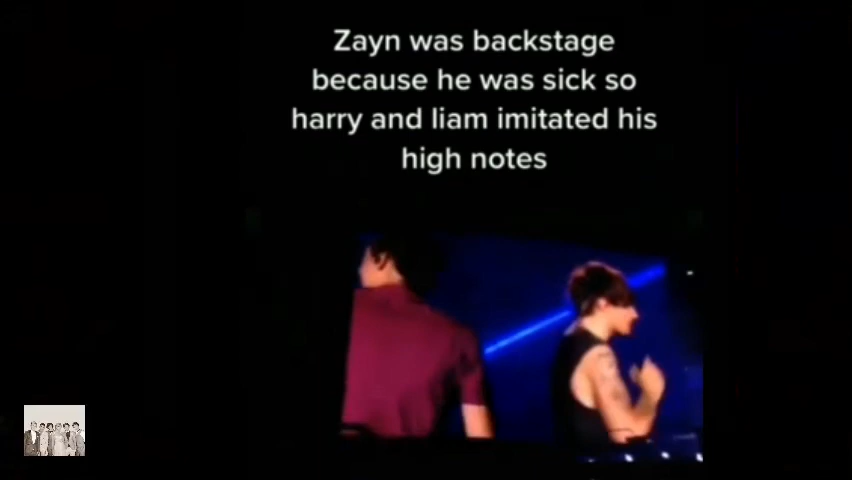 Zayn was backstage
because he was sick so
harry and liam imitated his
high notes